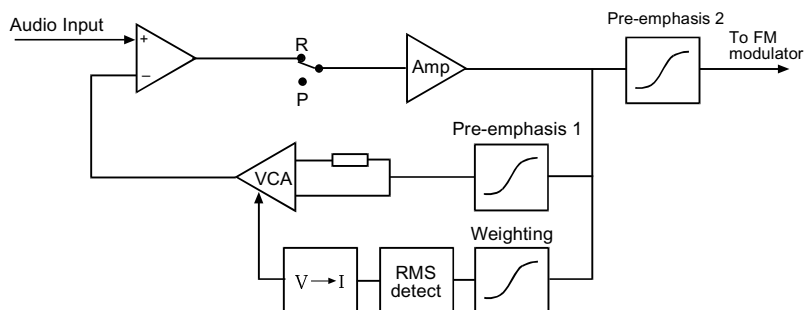 Pre-emphasis 2
Audio Input
To FM
modulator
+
R
Amp
−
P
Pre-emphasis 1
VCA
Weighting
V → I
RMS
detect